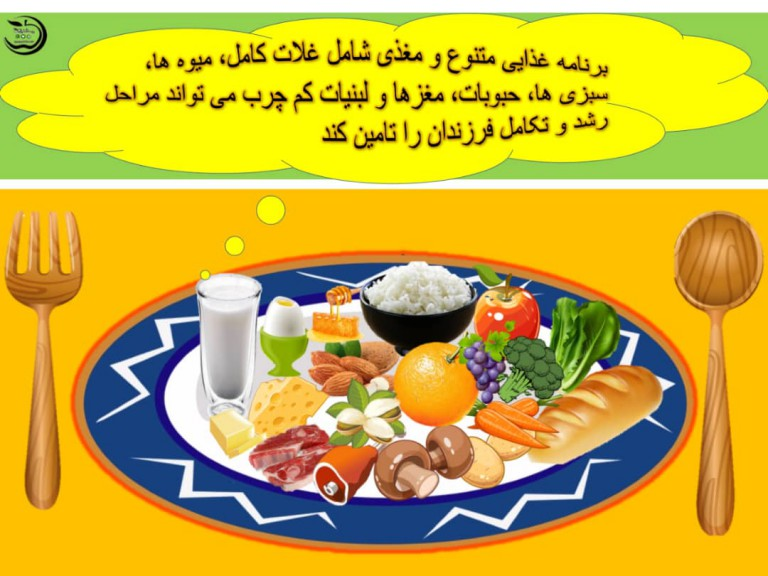 برنامه غذایی متنوع و مغذی شامل غلات کامل، میوه ها،
سبزی ها، حبوبات، مغزها و لبنیات کم چرب می تواند مراحل
رشد و تکامل فرزندان را تامین کند